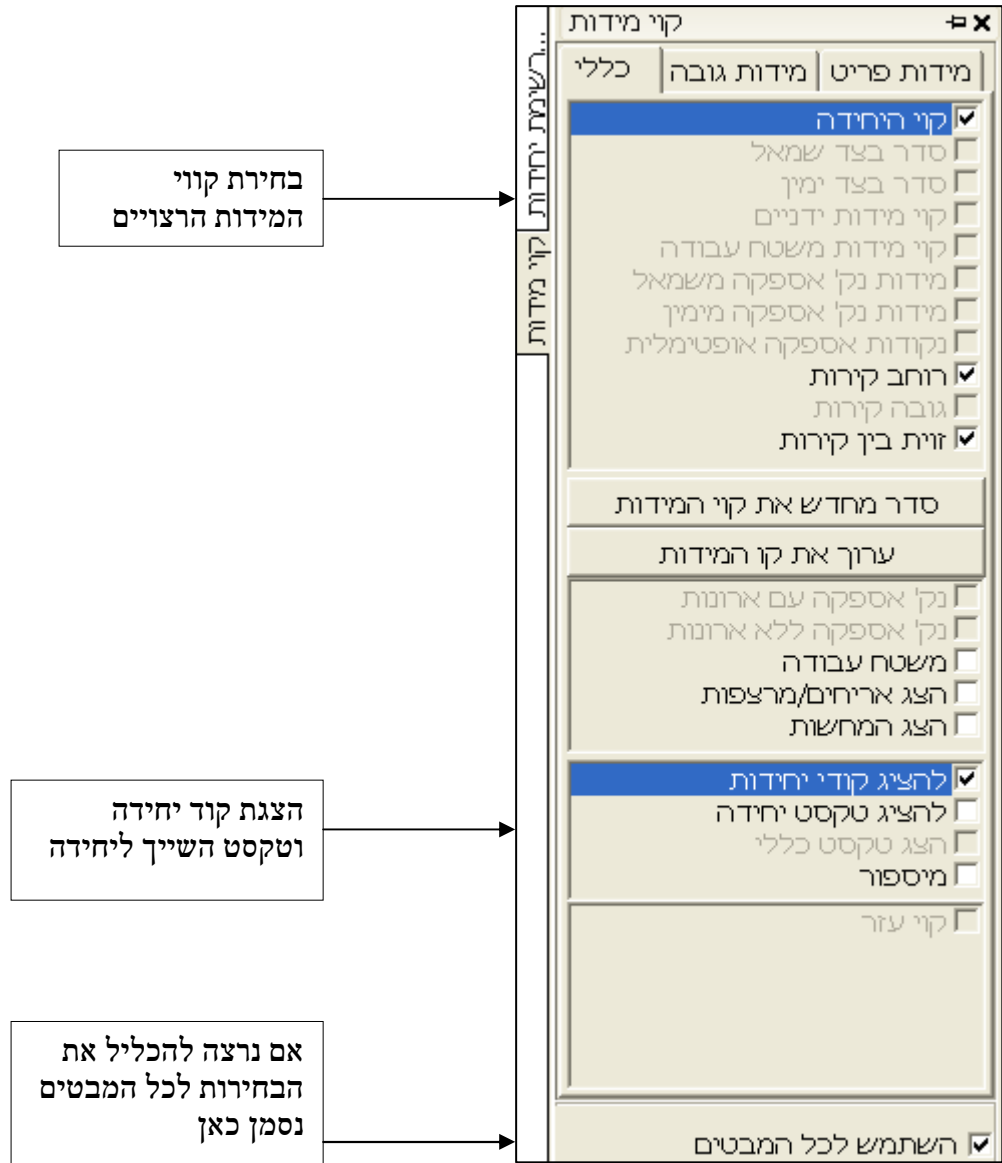 קוי מידות
מידות פריט
מידות גובה
כללי
רשימת יחידות...
קוי מידות
קוי היחידה
סדר בצד שמאל
סדר בצד ימין
קוי מידות ידניים
קוי מידות משטח עבודה
מידות נק' אספקה משמאל
מידות נק' אספקה מימין
נקודות אספקה אופטימלית
רוחב קירות
גובה קירות
זוית בין קירות
סדר מחדש את קוי המידות
ערוך את קו המידות
נק' אספקה עם ארונות
נק' אספקה ללא ארונות
משטח עבודה
הצג אריחים/מרצפות
הצג המחשות
להציג קודי יחידות
להציג טקסט יחידה
הצג טקסט כללי
מיספור
קוי עזר
השתמש לכל המבטים
בחירת קווי
המידות הרצויים
הצגת קוד יחידה
וטקסט השייך ליחידה
אם נרצה להכליל את
הבחירות לכל המבטים
נסמן כאן